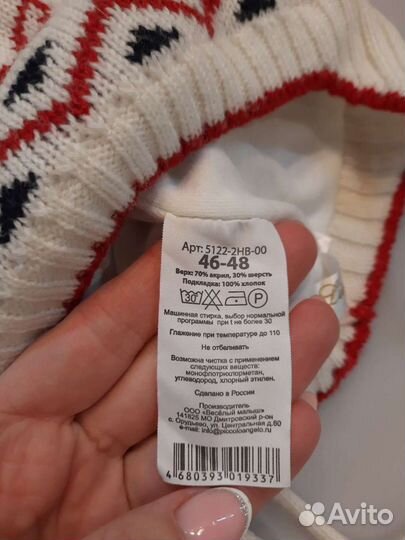 Арт: 5122-2НВ-00
46-48
Верх: 70% акрил, 30% шерсть
Подкладка: 100% хлопок
30° P
Машинная стирка, выбор нормальной
программы при t не более 30
Глажение при температуре до 110
Не отбеливать
Возможна чистка с применением
следующих веществ:
монофлотрихлорметан,
углеводород, хлорный этилен.
Сделано в России
Производитель:
ООО «Весёлый малыш»
141825 МО Дмитровский р-он
с. Орудьево, ул. Центральная д.60
e-mail: info@piccoloangelo.ru
4 680393 019337
Avito